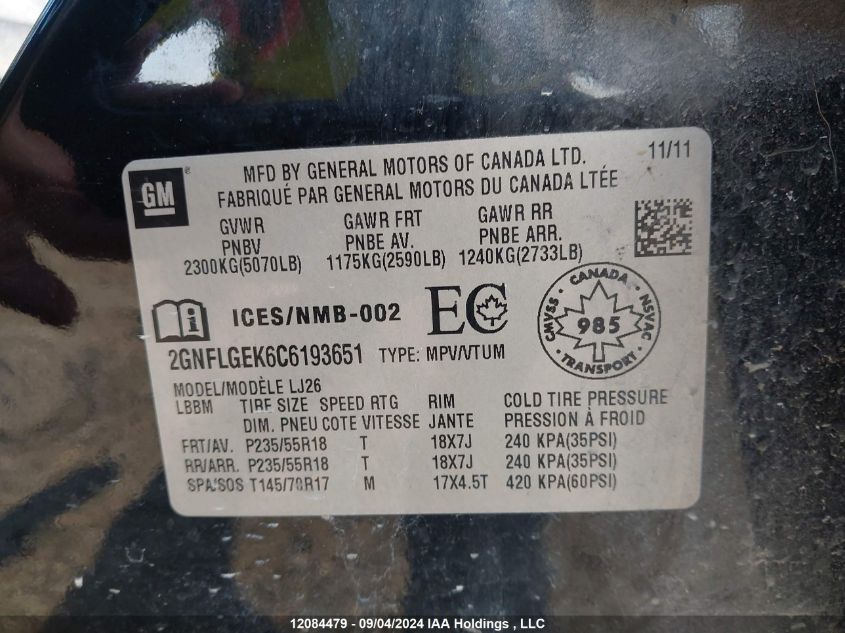 MFD BY GENERAL MOTORS OF CANADA LTD. 11/11
FABRIQUÉ PAR GENERAL MOTORS DU CANADA LTÉE
GM
GVWR GAWR FRT GAWR RR
PNBV PNBE AV. PNBE ARR.
2300KG(5070LB) 1175KG(2590LB) 1240KG(2733LB)
ICES/NMB-002 EC
CANADA
CMVSS 985 NSVAC
TRANSPORT
2GNFLGEK6C6193651 TYPE: MPV/VTUM
MODEL/MODÈLE LJ26
LBBM TIRE SIZE SPEED RTG RIM COLD TIRE PRESSURE
DIM. PNEU COTE VITESSE JANTE PRESSION À FROID
FRT/AV. P235/55R18 T 18X7J 240 KPA(35PSI)
RR/ARR. P235/55R18 T 18X7J 240 KPA(35PSI)
SPA/SOS T145/70R17 M 17X4.5T 420 KPA(60PSI)
12084479 - 09/04/2024 IAA Holdings , LLC